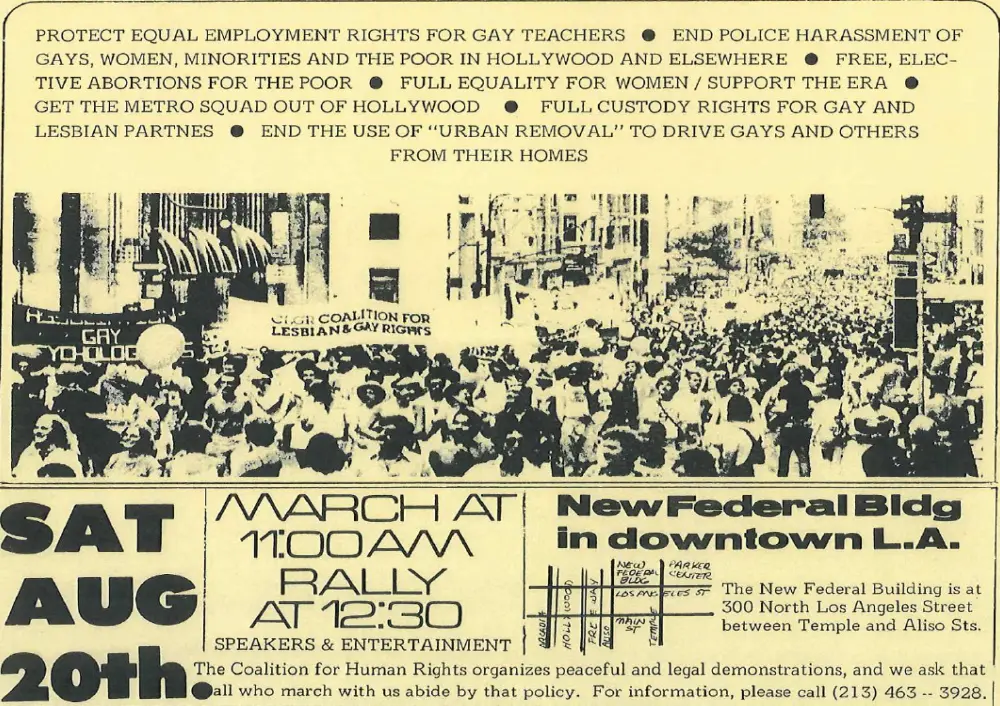 PROTECT EQUAL EMPLOYMENT RIGHTS FOR GAY TEACHERS ● END POLICE HARASSMENT OF
GAYS, WOMEN, MINORITIES AND THE POOR IN HOLLYWOOD AND ELSEWHERE ● FREE, ELEC-
TIVE ABORTIONS FOR THE POOR ● FULL EQUALITY FOR WOMEN / SUPPORT THE ERA ●
GET THE METRO SQUAD OUT OF HOLLYWOOD ● FULL CUSTODY RIGHTS FOR GAY AND
LESBIAN PARTNES ● END THE USE OF "URBAN REMOVAL" TO DRIVE GAYS AND OTHERS
FROM THEIR HOMES
COALITION FOR
LESBIAN & GAY RIGHTS
GAY
SAT
AUG
20th.
MARCH AT
11:00 AM
RALLY
AT 12:30
SPEAKERS & ENTERTAINMENT
New Federal Bldg
in downtown L.A.
NEW
FEDERAL
BLDG
PARKER
CENTER
LOS ANGELES ST
MAIN
ST
ARCADIA
HOLLYWOOD
FREEWAY
ALISO
TEMPLE
The New Federal Building is at
300 North Los Angeles Street
between Temple and Aliso Sts.
The Coalition for Human Rights organizes peaceful and legal demonstrations, and we ask that
all who march with us abide by that policy. For information, please call (213) 463 -- 3928.